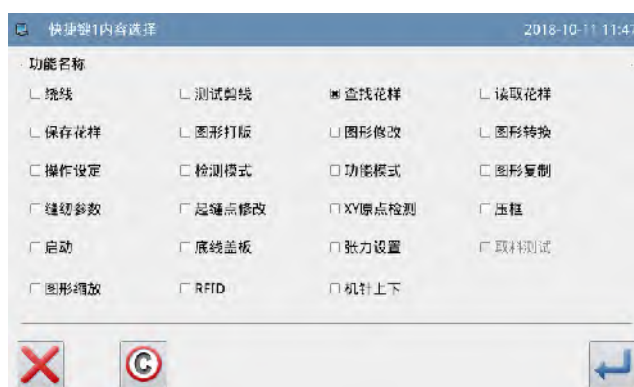 快捷键1内容选择 2018-10-11 11:47
功能名称
绕线 测试剪线 查找花样 读取花样
保存花样 图形打版 图形修改 图形转换
操作设定 检测模式 功能模式 图形复制
缝纫参数 起缝点修改 XY原点检测 压框
启动 底线盖板 张力设置 取料测试
图形缩放 RFID 机针上下
C